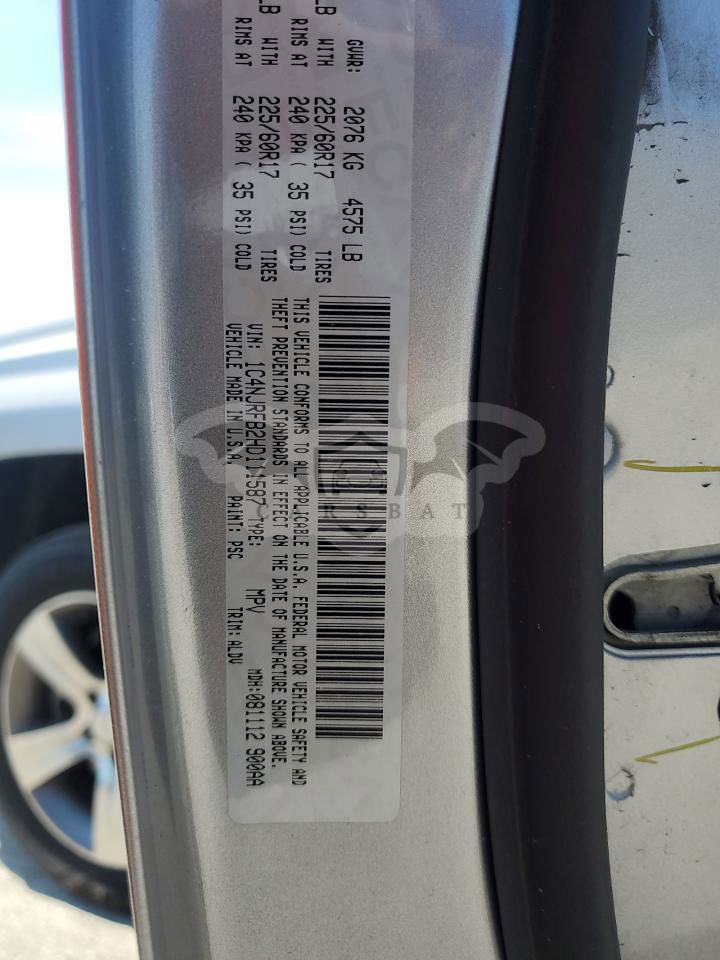 GVWR: 2076 KG 4575 LB
LB WITH 225/60R17 TIRES
RIMS AT 240 KPA ( 35 PSI) COLD
LB WITH 225/60R17 TIRES
RIMS AT 240 KPA ( 35 PSI) COLD
THIS VEHICLE CONFORMS TO ALL APPLICABLE U.S.A. FEDERAL MOTOR VEHICLE SAFETY AND
THEFT PREVENTION STANDARDS IN EFFECT ON THE DATE OF MANUFACTURE SHOWN ABOVE.
VIN: TYPE: MPV MDH:081112 900AA
VEHICLE MADE IN U.S.A. PAINT: PSC TRIM:ALDV
CARSBAT